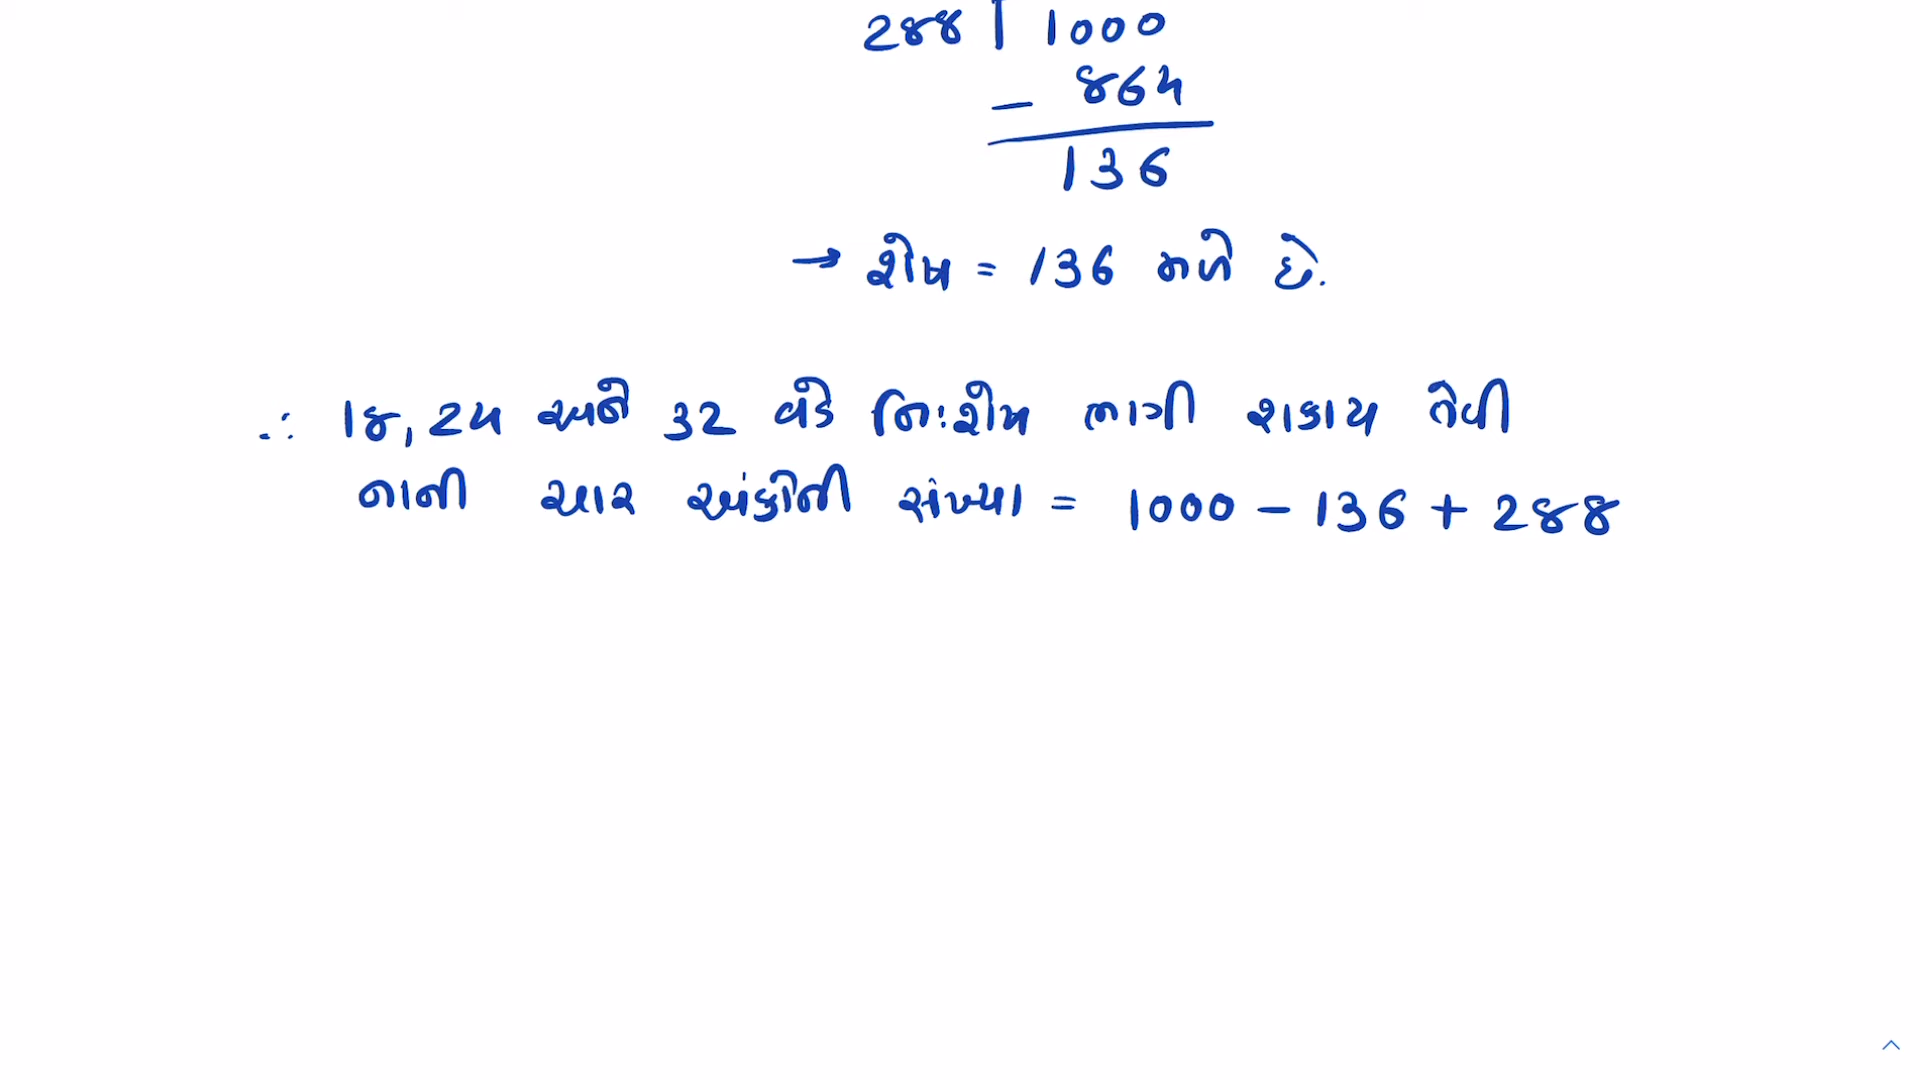 288 | 1000
- 864
136
→ શેષ = 136 મળે છે.
∴ 18, 24 અને 32 વડે નિઃશેષ ભાગી શકાય તેવી
નાની ચાર અંકોની સંખ્યા = 1000 - 136 + 288